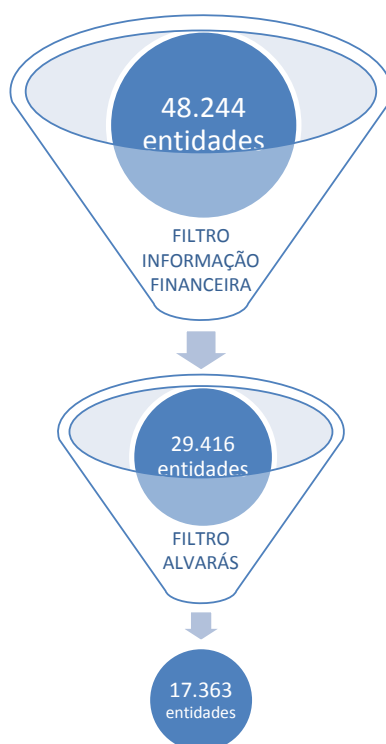 48.244
entidades
FILTRO
INFORMAÇÃO
FINANCEIRA
29.416
entidades
FILTRO
ALVARÁS
17.363
entidades